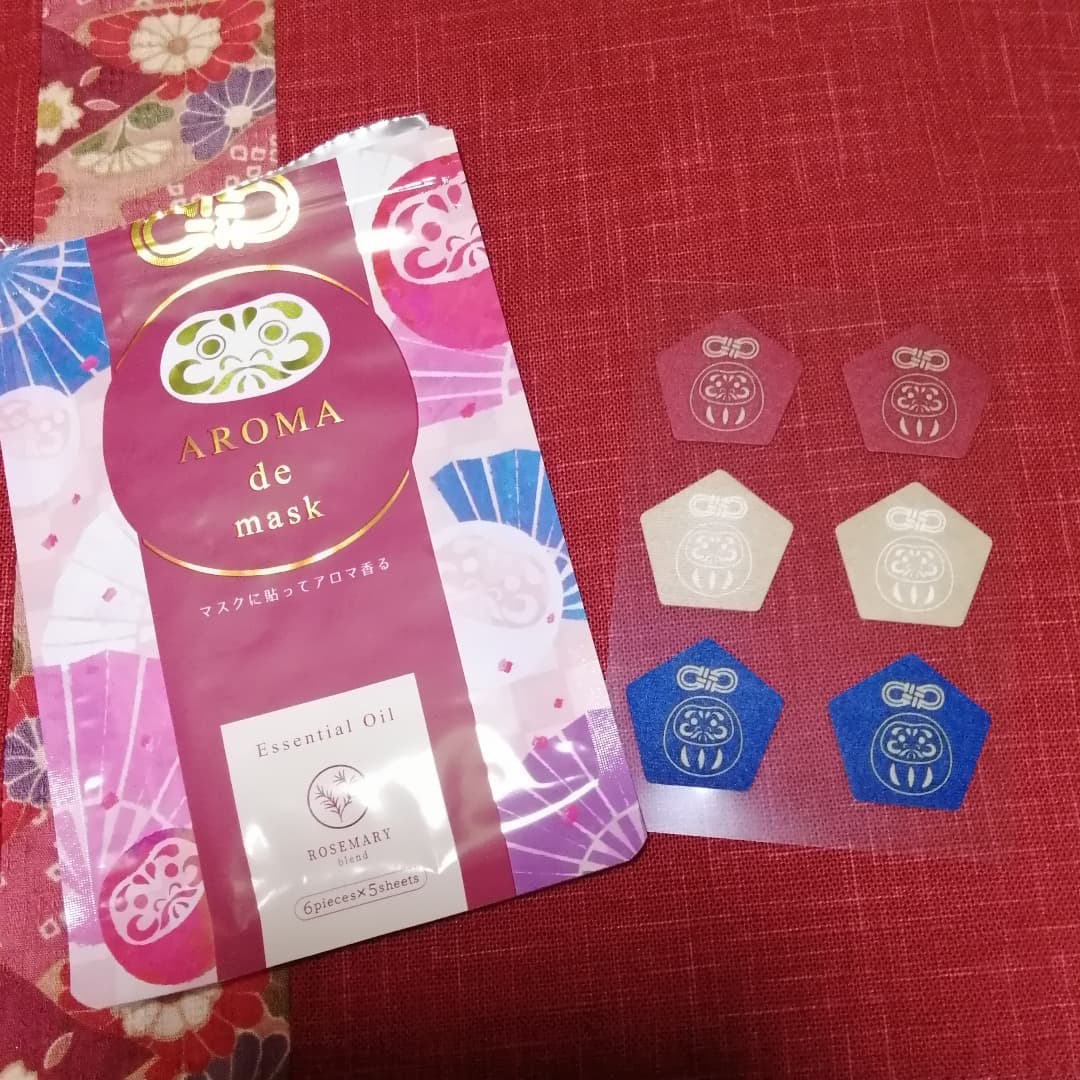 AROMA
de
mask
マスクに貼ってアロマ香る
Essential Oil
ROSEMARY
blend
6pieces×5sheets